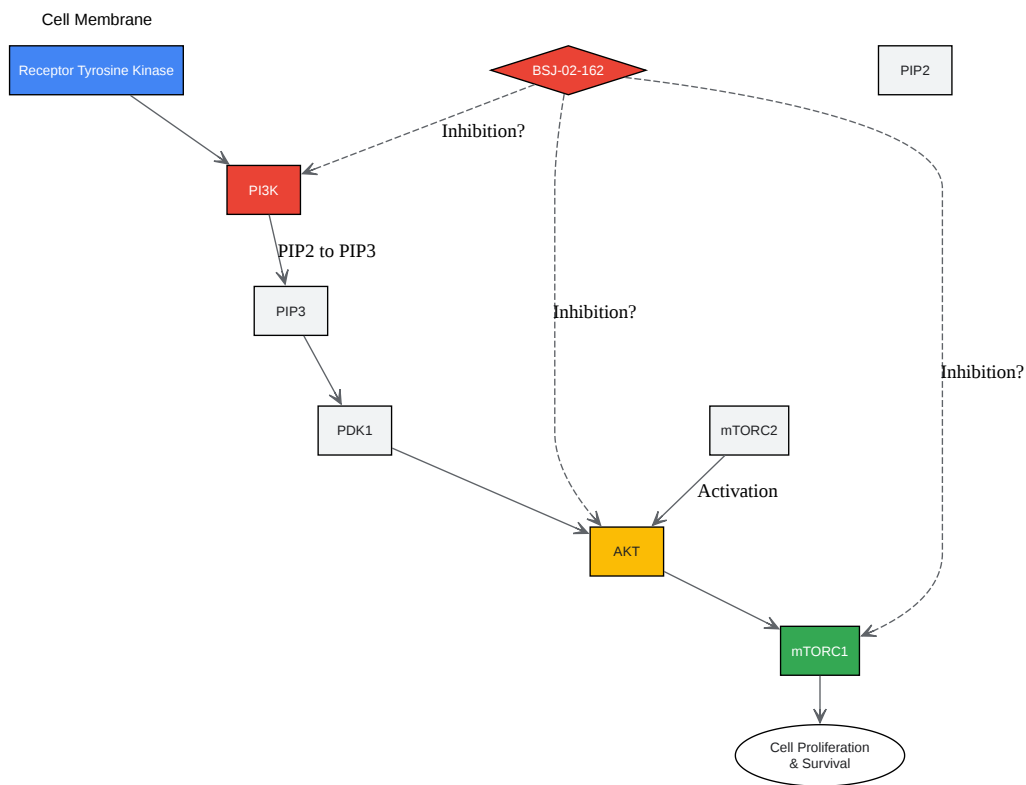 Cell Membrane
Receptor Tyrosine Kinase
BSJ-02-162
PIP2
Inhibition?
PI3K
PIP2 to PIP3
PIP3
Inhibition?
Inhibition?
PDK1
mTORC2
Activation
AKT
mTORC1
Cell Proliferation
& Survival